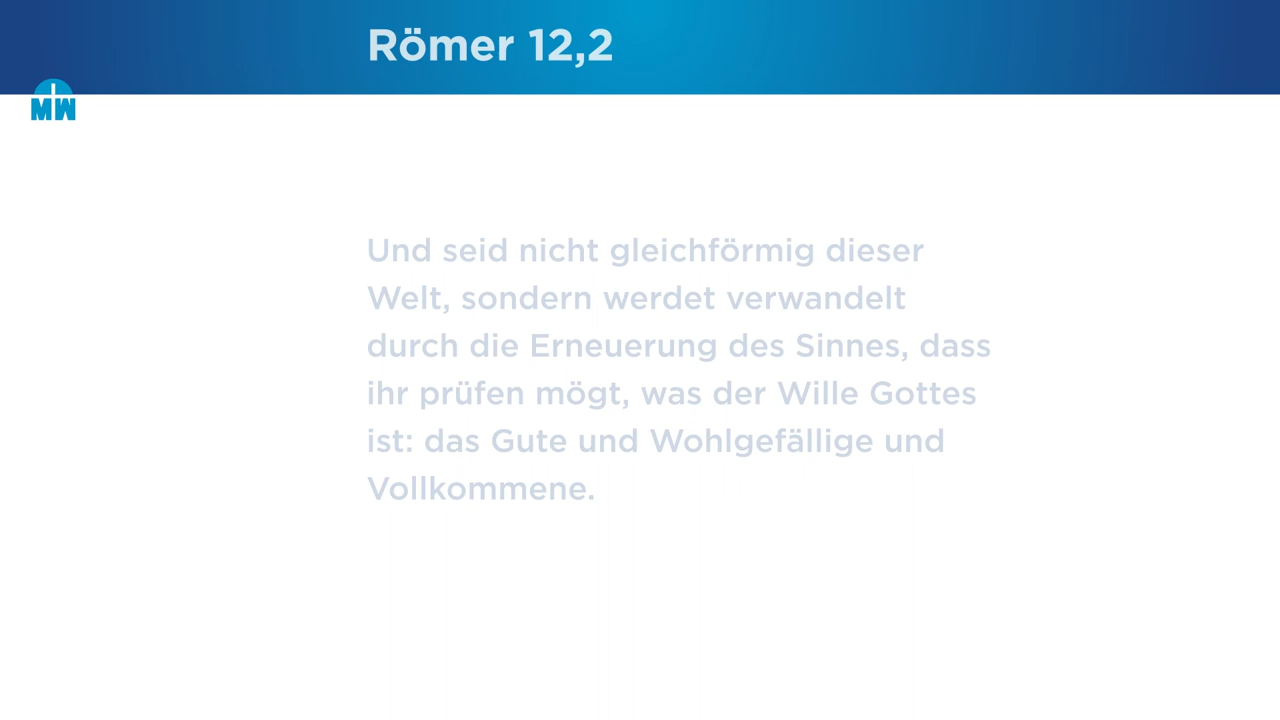 Römer 12,2
MW
Und seid nicht gleichförmig dieser
Welt, sondern werdet verwandelt
durch die Erneuerung des Sinnes, dass
ihr prüfen mögt, was der Wille Gottes
ist: das Gute und Wohlgefällige und
Vollkommene.